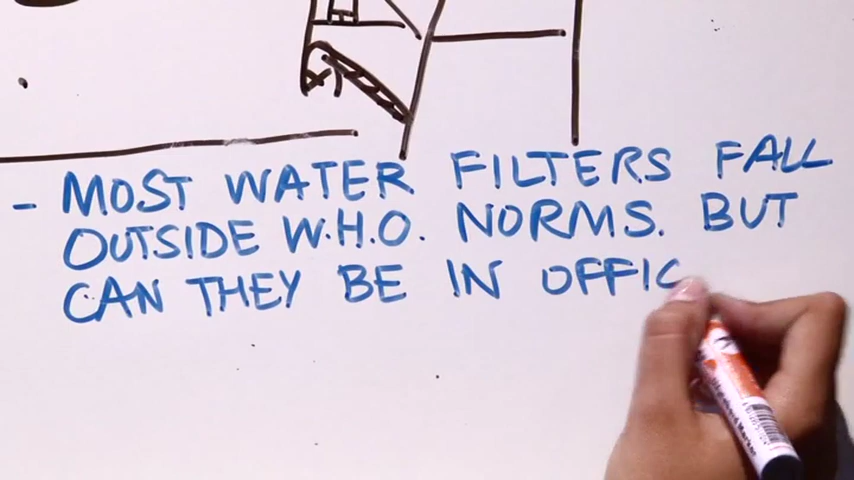 - MOST WATER FILTERS FALL
OUTSIDE W.H.O. NORMS. BUT
CAN THEY BE IN OFFIC